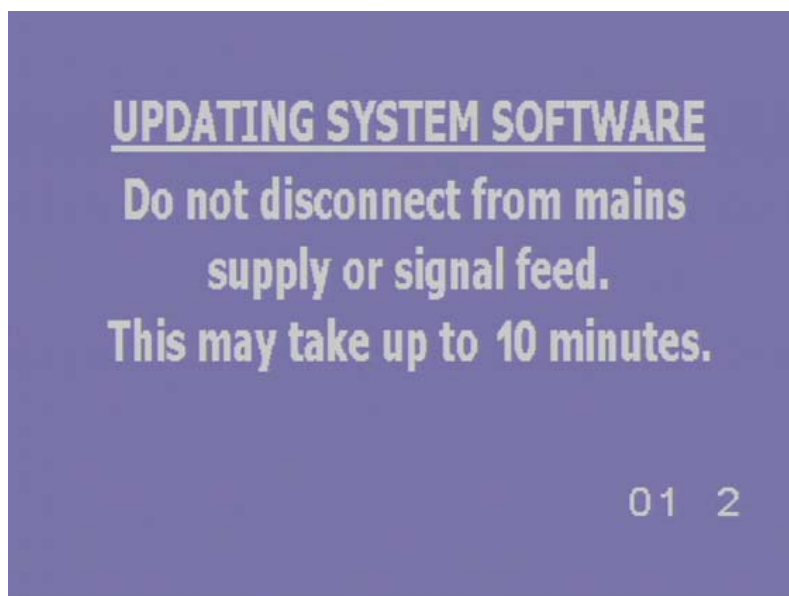 UPDATING SYSTEM SOFTWARE
Do not disconnect from mains
supply or signal feed.
This may take up to 10 minutes.
01 2